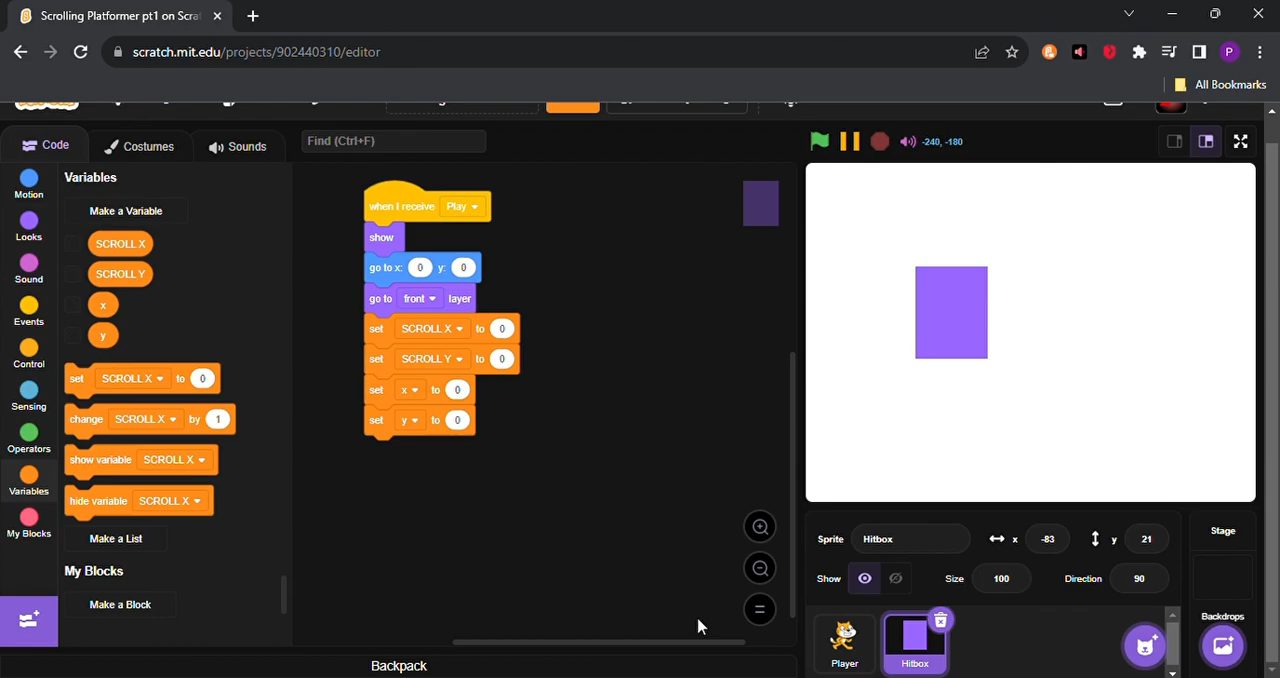 Scrolling Platformer pt1 on Scra
scratch.mit.edu/projects/902440310/editor
P
All Bookmarks
Code
Costumes
Sounds
Find (Ctrl+F)
-240, -180
Motion
Looks
Sound
Events
Control
Sensing
Operators
Variables
My Blocks
Variables
Make a Variable
SCROLL X
SCROLL Y
x
y
set SCROLL X to 0
change SCROLL X by 1
show variable SCROLL X
hide variable SCROLL X
Make a List
My Blocks
Make a Block
when I receive Play
show
go to x: 0 y: 0
go to front layer
set SCROLL X to 0
set SCROLL Y to 0
set x to 0
set y to 0
Backpack
Sprite Hitbox x -83 y 21
Show Size 100 Direction 90
Player
Hitbox
Stage
Backdrops